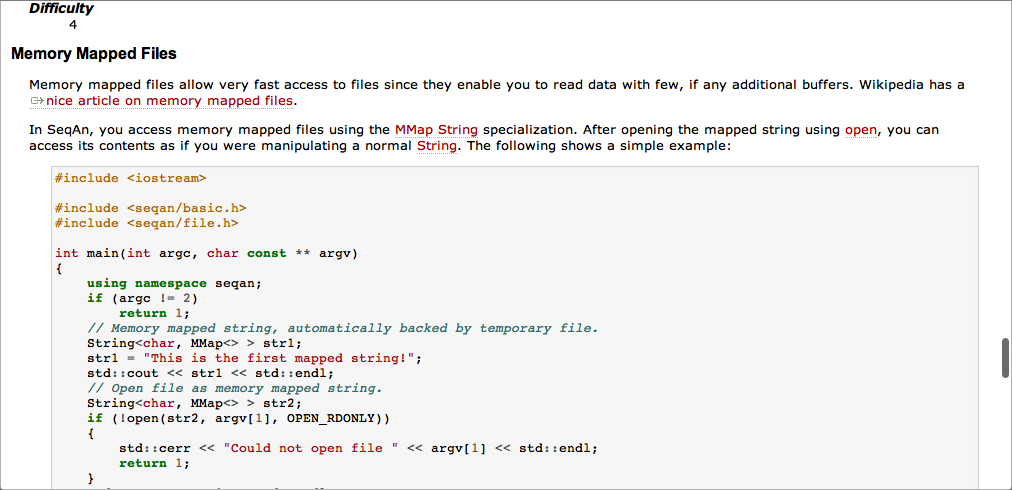 Difficulty
4
Memory Mapped Files
Memory mapped files allow very fast access to files since they enable you to read data with few, if any additional buffers. Wikipedia has a
nice article on memory mapped files.
In SeqAn, you access memory mapped files using the MMap String specialization. After opening the mapped string using open, you can
access its contents as if you were manipulating a normal String. The following shows a simple example:
#include <iostream>
#include <seqan/basic.h>
#include <seqan/file.h>
int main(int argc, char const ** argv)
{
    using namespace seqan;
    if (argc != 2)
        return 1;
    // Memory mapped string, automatically backed by temporary file.
    String<char, MMap<> > str1;
    str1 = "This is the first mapped string!";
    std::cout << str1 << std::endl;
    // Open file as memory mapped string.
    String<char, MMap<> > str2;
    if (!open(str2, argv[1], OPEN_RDONLY))
    {
        std::cerr << "Could not open file " << argv[1] << std::endl;
        return 1;
    }